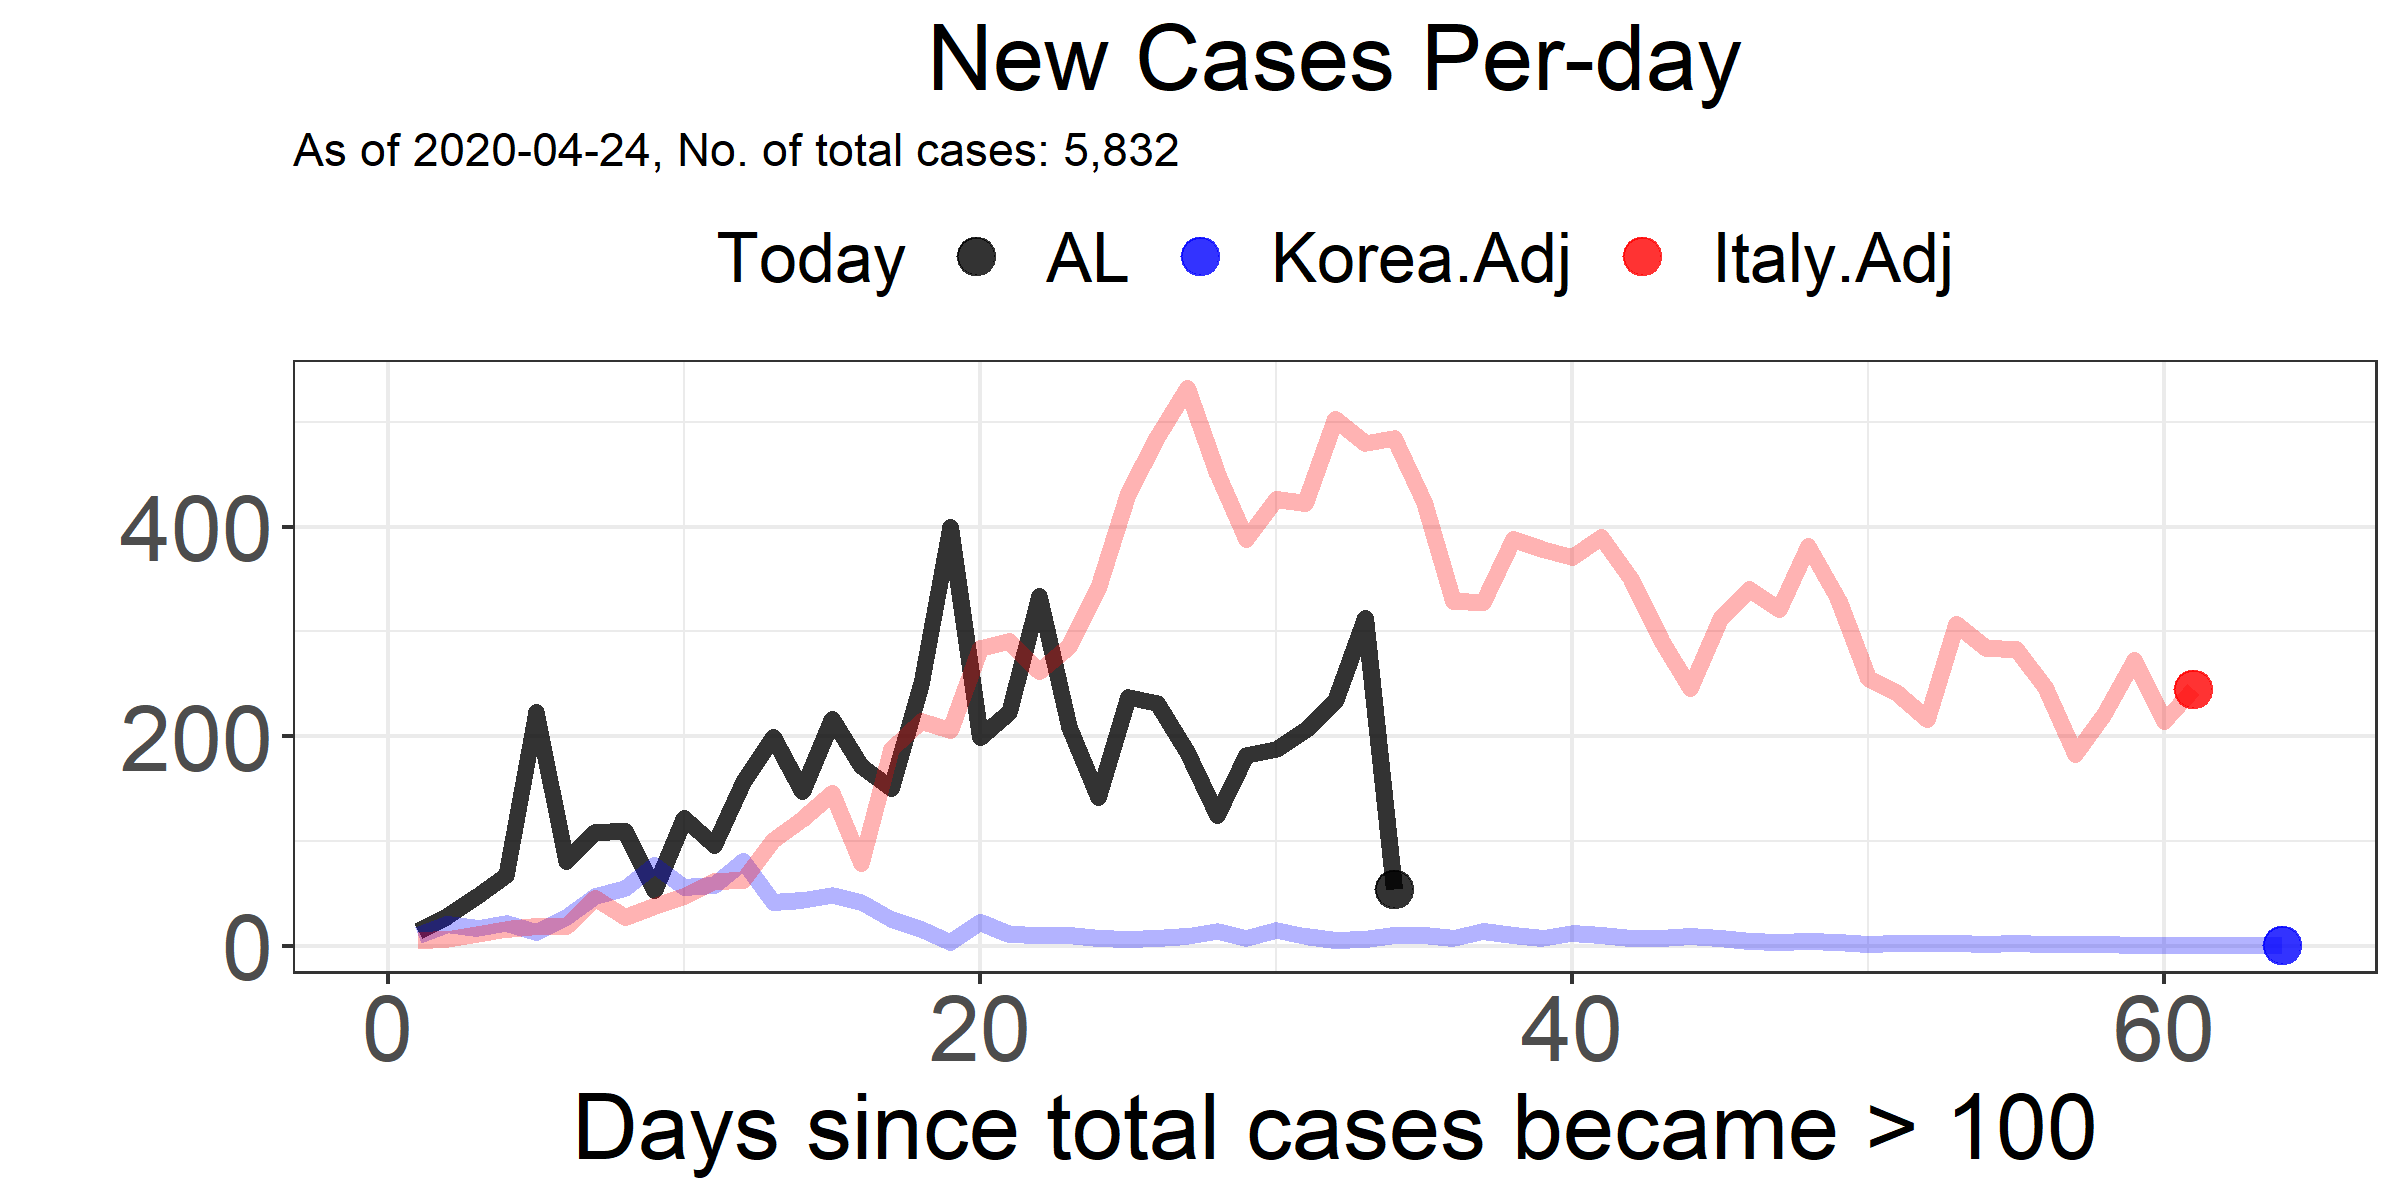 New Cases Per-day
As of 2020-04-24, No. of total cases: 5,832
Today AL Korea.Adj Italy.Adj
400
200
0
0 20 40 60
Days since total cases became > 100